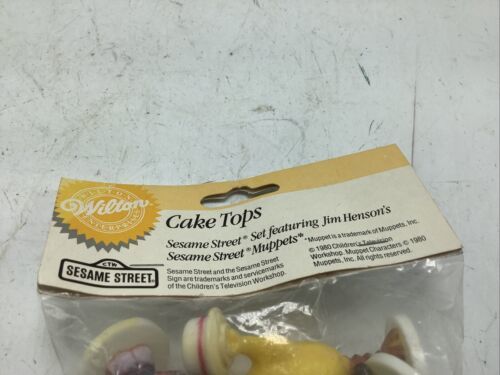 WILTON
Wilton
ENTERPRISES
Cake Tops
Sesame Street* Set featuring Jim Henson's
Sesame Street *Muppets*
CTW
SESAME STREET
Sesame Street and the Sesame Street
Sign are trademarks and servicemarks
of the Children's Television Workshop.
*Muppet is a trademark of Muppets, Inc.
© 1980 Children's Television
Workshop. Muppet Characters © 1980
Muppets, Inc. All rights reserved.